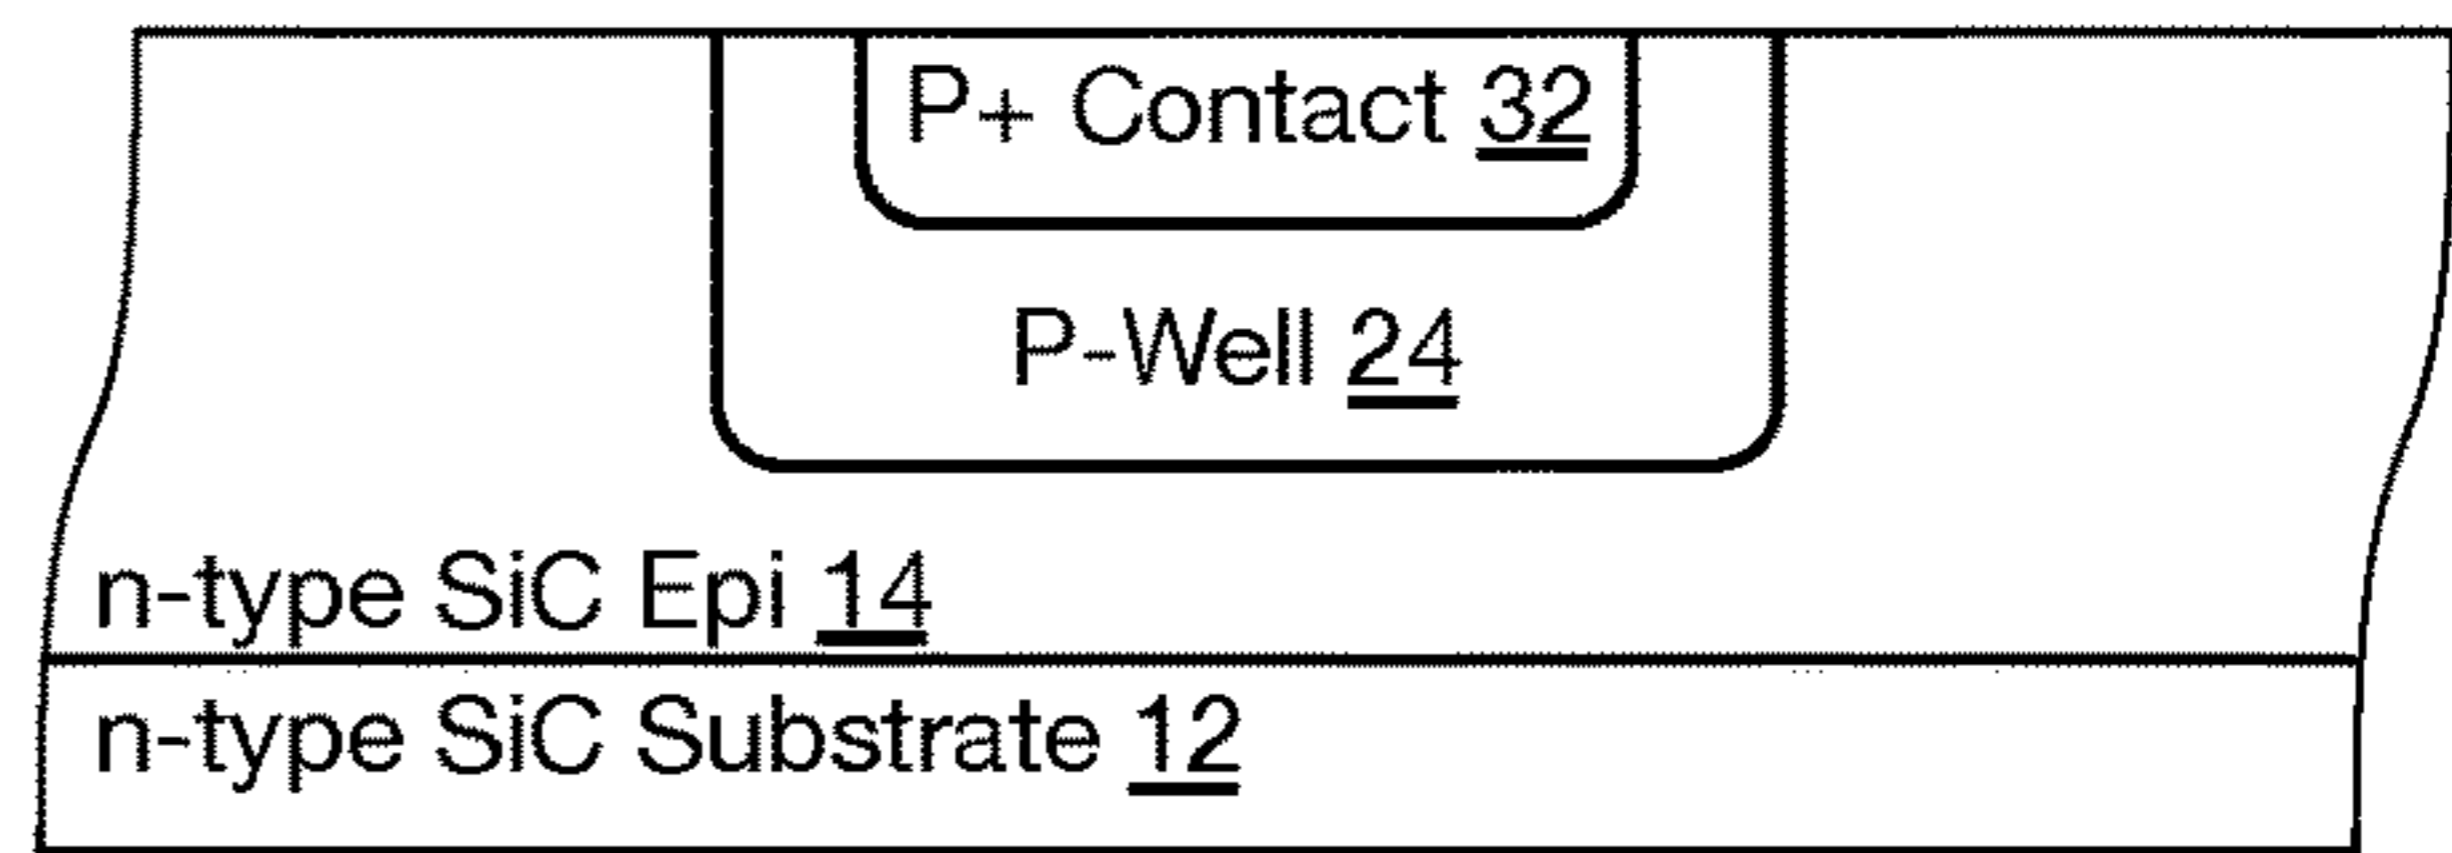 P+ Contact 32
P-Well 24
n-type SiC Epi 14
n-type SiC Substrate 12